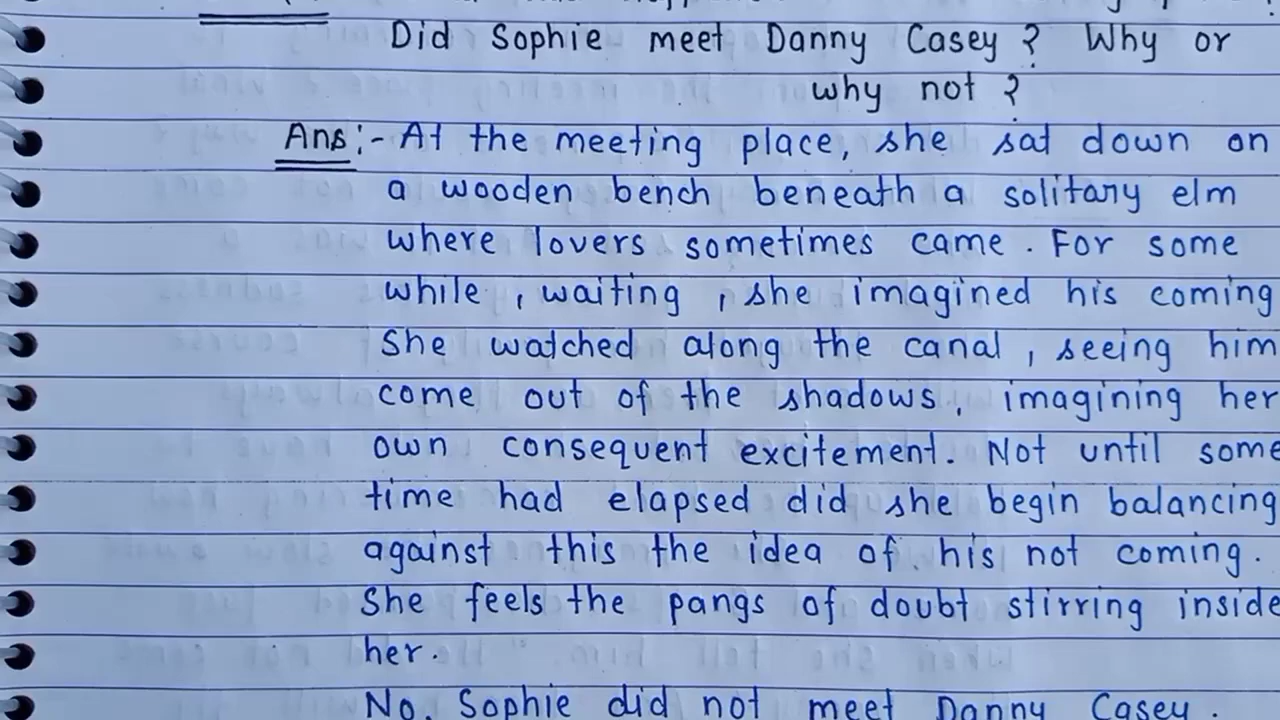 Did Sophie meet Danny Casey ? Why or
why not ?
Ans:- At the meeting place, she sat down on
a wooden bench beneath a solitary elm
where lovers sometimes came. For some
while, waiting, she imagined his coming
She watched along the canal, seeing him
come out of the shadows, imagining her
own consequent excitement. Not until some
time had elapsed did she begin balancing
against this the idea of his not coming.
She feels the pangs of doubt stirring inside
her.
No, Sophie did not meet Danny Casey.